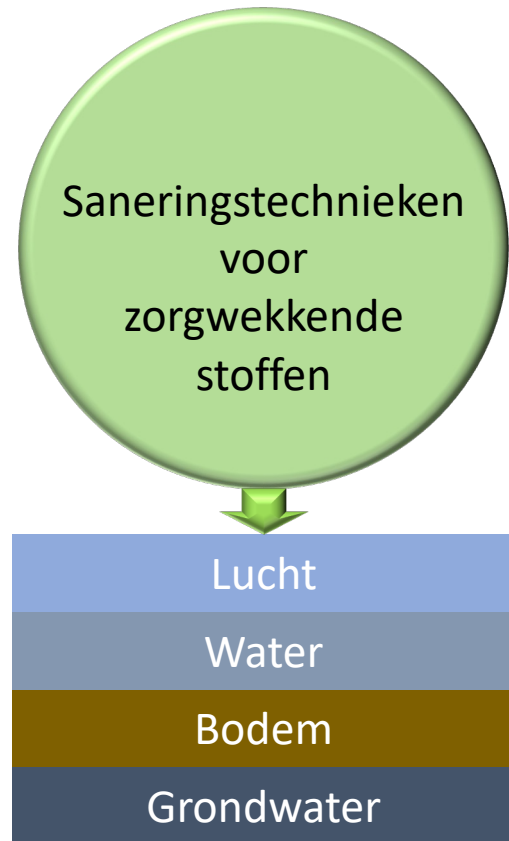 Saneringstechnieken
voor
zorgwekkende
stoffen
Lucht
Water
Bodem
Grondwater